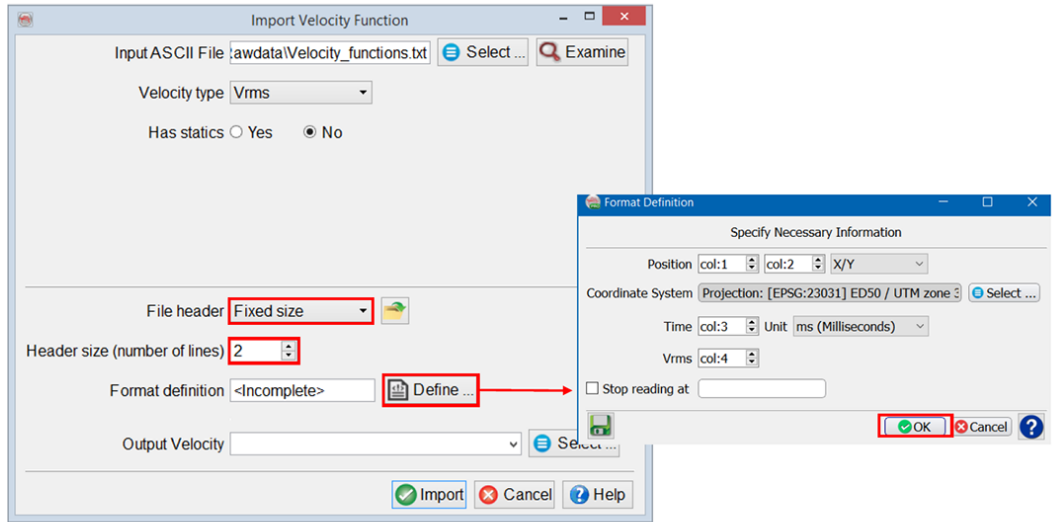 Import Velocity Function
Input ASCII File awdata\Velocity_functions.txt Select ... Examine
Velocity type Vrms
Has statics Yes No
File header Fixed size
Header size (number of lines) 2
Format definition <Incomplete> Define ...
Output Velocity Select ...
Import Cancel Help
Format Definition
Specify Necessary Information
Position col:1 col:2 X/Y
Coordinate System Projection: [EPSG:23031] ED50 / UTM zone 3 Select ...
Time col:3 Unit ms (Milliseconds)
Vrms col:4
Stop reading at
OK Cancel ?